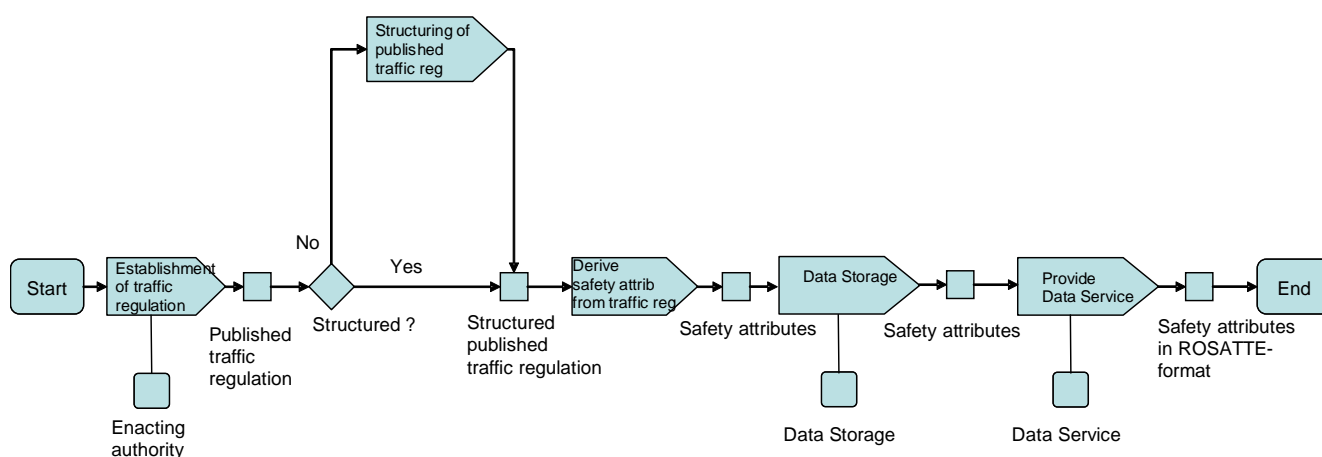 Structuring of
published
traffic reg
No
Yes
Start
Establishment
of traffic
regulation
Structured ?
Published
traffic
regulation
Enacting
authority
Structured
published
traffic regulation
Derive
safety attrib
from traffic reg
Safety attributes
Data Storage
Data Storage
Safety attributes
Provide
Data Service
Data Service
Safety attributes
in ROSATTE-
format
End